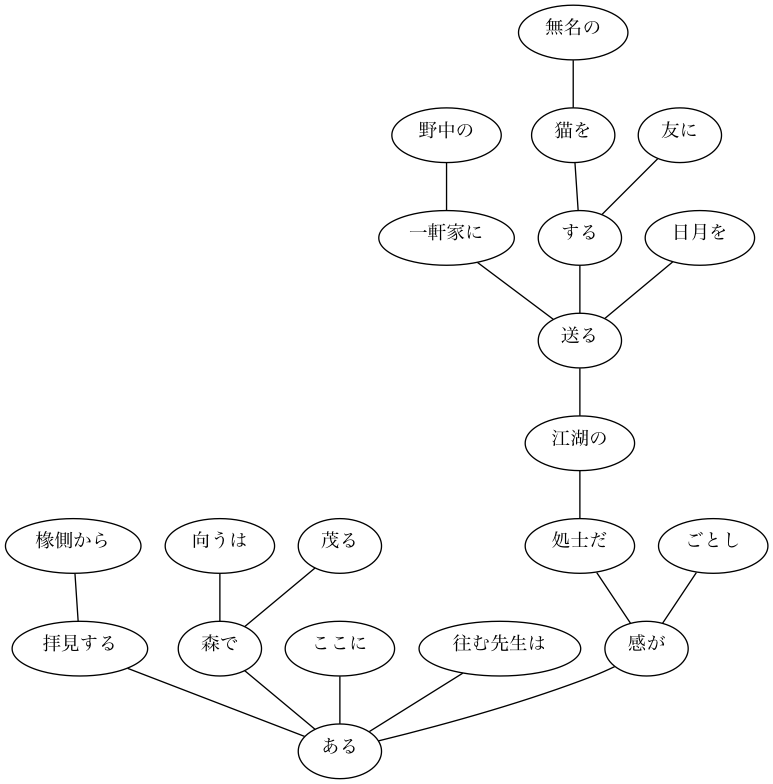 無名の
野中の
猫を
友に
一軒家に
する
日月を
送る
江湖の
椽側から
向うは
茂る
処士だ
ごとし
拝見する
森で
ここに
往む先生は
感が
ある